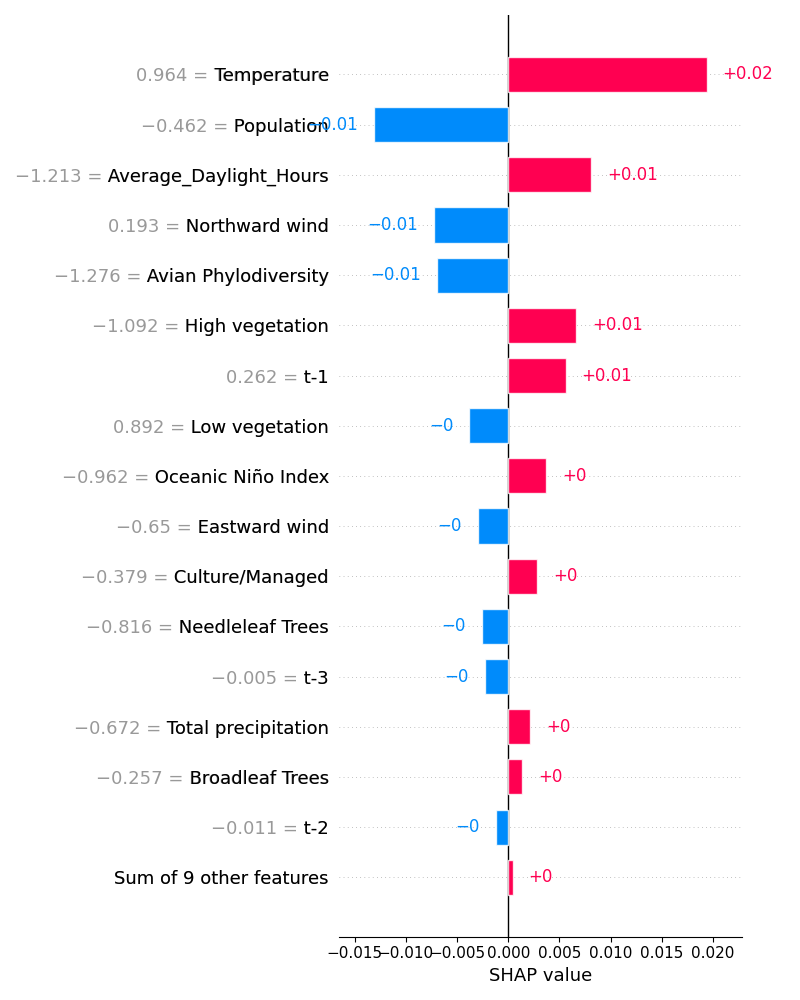 0.964 = Temperature +0.02
−0.462 = Population −0.01
−1.213 = Average_Daylight_Hours +0.01
0.193 = Northward wind −0.01
−1.276 = Avian Phylodiversity −0.01
−1.092 = High vegetation +0.01
0.262 = t-1 +0.01
0.892 = Low vegetation −0
−0.962 = Oceanic Niño Index +0
−0.65 = Eastward wind −0
−0.379 = Culture/Managed +0
−0.816 = Needleleaf Trees −0
−0.005 = t-3 −0
−0.672 = Total precipitation +0
−0.257 = Broadleaf Trees +0
−0.011 = t-2 −0
Sum of 9 other features +0
−0.015 −0.010 −0.005 0.000 0.005 0.010 0.015 0.020
SHAP value